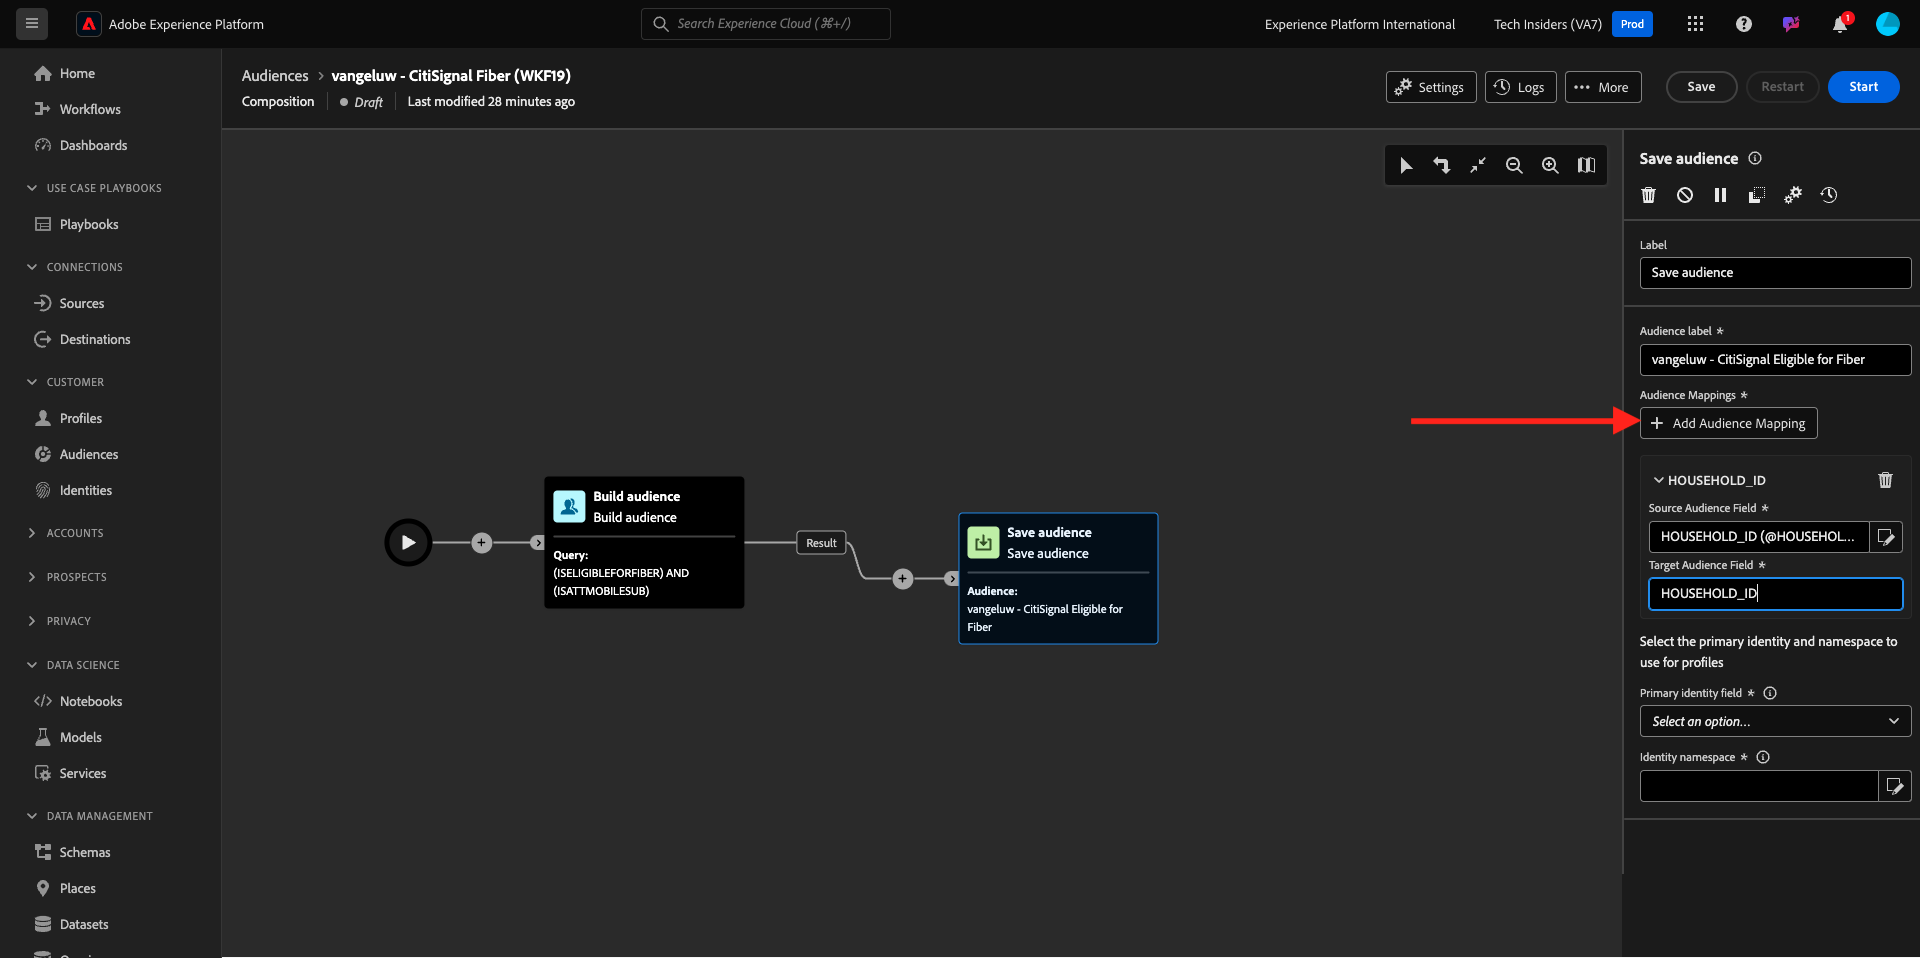 Adobe Experience Platform
Search Experience Cloud (⌘+/)
Experience Platform International
Tech Insiders (VA7)
Prod
1
Home
Workflows
Dashboards
USE CASE PLAYBOOKS
Playbooks
CONNECTIONS
Sources
Destinations
CUSTOMER
Profiles
Audiences
Identities
ACCOUNTS
PROSPECTS
PRIVACY
DATA SCIENCE
Notebooks
Models
Services
DATA MANAGEMENT
Schemas
Places
Datasets
Audiences > vangeluw - CitiSignal Fiber (WKF19)
Composition
Draft
Last modified 28 minutes ago
Settings
Logs
More
Save
Restart
Start
Build audience
Build audience
Query:
(ISELIGIBLEFORFIBER) AND
(ISATTMOBILESUB)
Result
Save audience
Save audience
Audience:
vangeluw - CitiSignal Eligible for
Fiber
Save audience
Label
Save audience
Audience label *
vangeluw - CitiSignal Eligible for Fiber
Audience Mappings *
Add Audience Mapping
HOUSEHOLD_ID
Source Audience Field *
HOUSEHOLD_ID (@HOUSEHOL...
Target Audience Field *
HOUSEHOLD_ID
Select the primary identity and namespace to
use for profiles
Primary identity field *
Select an option...
Identity namespace *